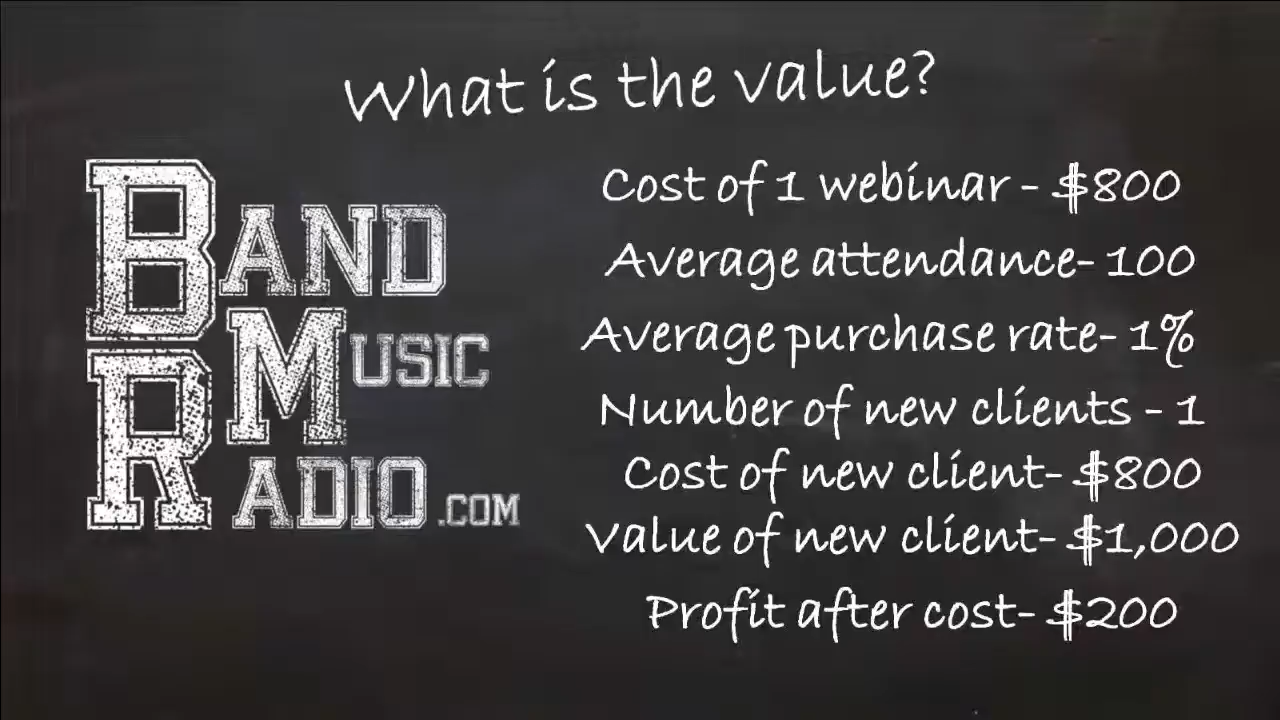 What is the value?
BAND
MUSIC
RADIO.COM
Cost of 1 webinar - $800
Average attendance- 100
Average purchase rate- 1%
Number of new clients - 1
Cost of new client- $800
Value of new client- $1,000
Profit after cost- $200